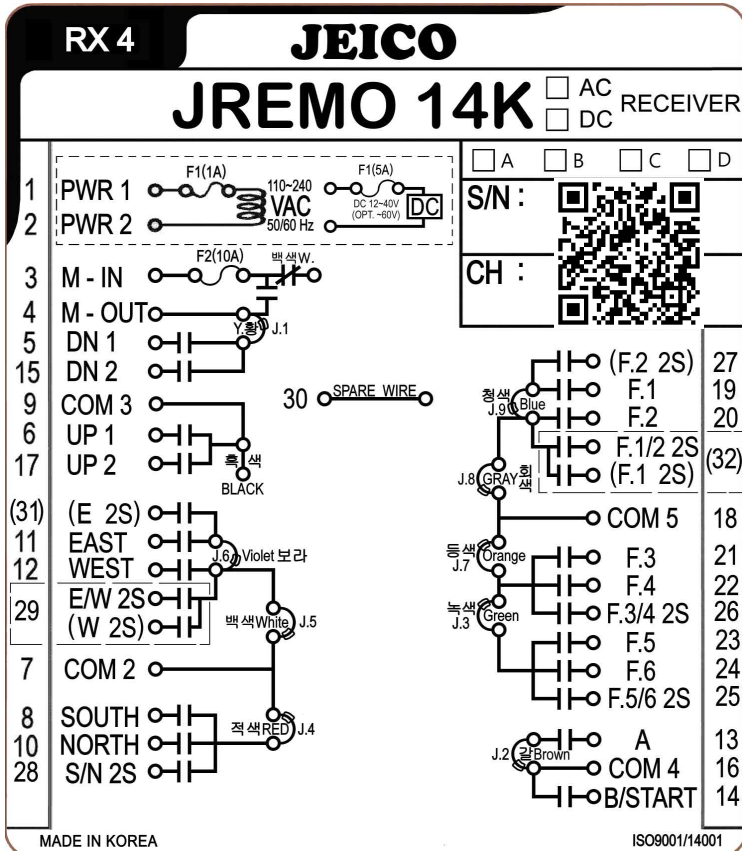 RX 4
JEICO
JREMO 14K
AC
DC
RECEIVER
A B C D
S/N :
CH :
1 PWR 1
F1(1A)
110~240
VAC
50/60 Hz
F1(5A)
DC 12~40V
(OPT. ~60V)
DC
2 PWR 2
3 M - IN
F2(10A)
백색W.
4 M - OUT
Y.황
J.1
5 DN 1
15 DN 2
9 COM 3
6 UP 1
17 UP 2
흑 색
BLACK
30 SPARE WIRE
(31) (E 2S)
11 EAST
12 WEST
J.6 Violet 보라
29 E/W 2S
(W 2S)
백색White J.5
7 COM 2
8 SOUTH
10 NORTH
28 S/N 2S
적색RED J.4
(F.2 2S) 27
F.1 19
F.2 20
청색
J.9 Blue
F.1/2 2S
(F.1 2S)
(32)
J.8 GRAY 회색
COM 5 18
등색
J.7 Orange
F.3 21
F.4 22
F.3/4 2S 26
녹색
J.3 Green
F.5 23
F.6 24
F.5/6 2S 25
A 13
J.2 갈Brown
COM 4 16
B/START 14
MADE IN KOREA
ISO9001/14001